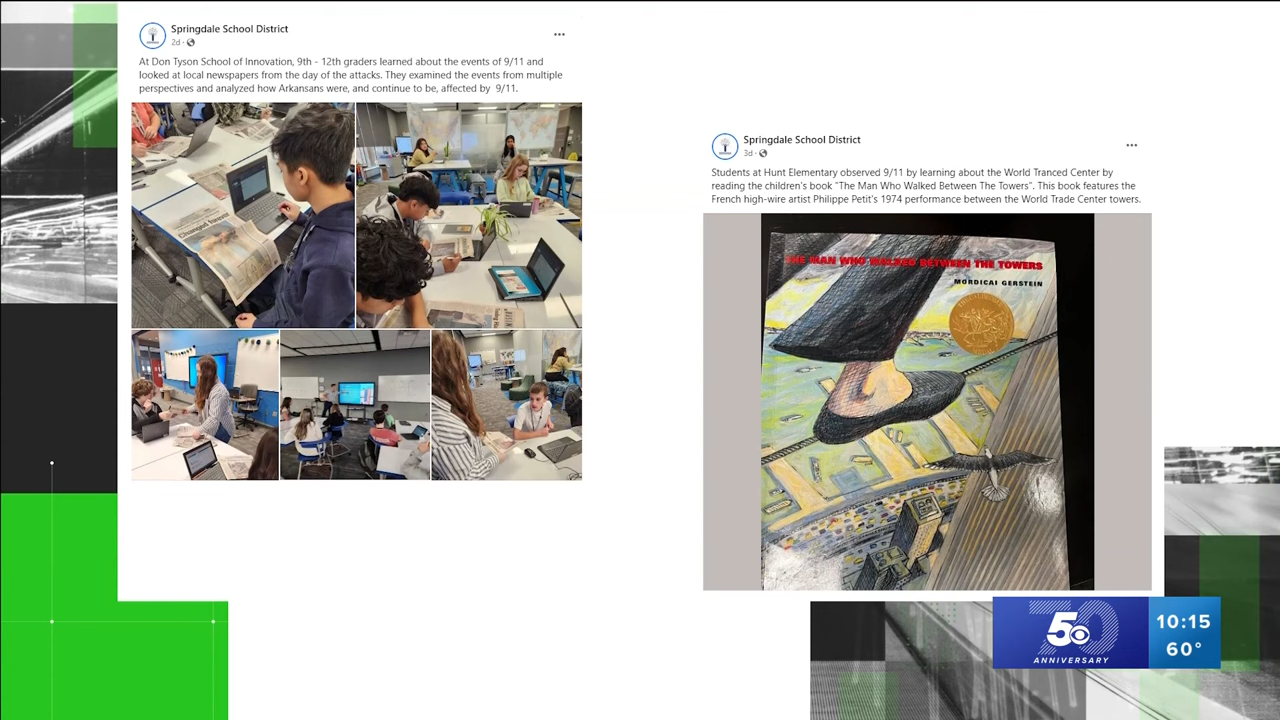 Springdale School District
2d
At Don Tyson School of Innovation, 9th - 12th graders learned about the events of 9/11 and
looked at local newspapers from the day of the attacks. They examined the events from multiple
perspectives and analyzed how Arkansans were, and continue to be, affected by 9/11.
Springdale School District
3d
Students at Hunt Elementary observed 9/11 by learning about the World Tranced Center by
reading the children's book "The Man Who Walked Between The Towers". This book features the
French high-wire artist Philippe Petit's 1974 performance between the World Trade Center towers.
THE MAN WHO WALKED BETWEEN THE TOWERS
MORDICAI GERSTEIN
70
5
ANNIVERSARY
10:15
60°